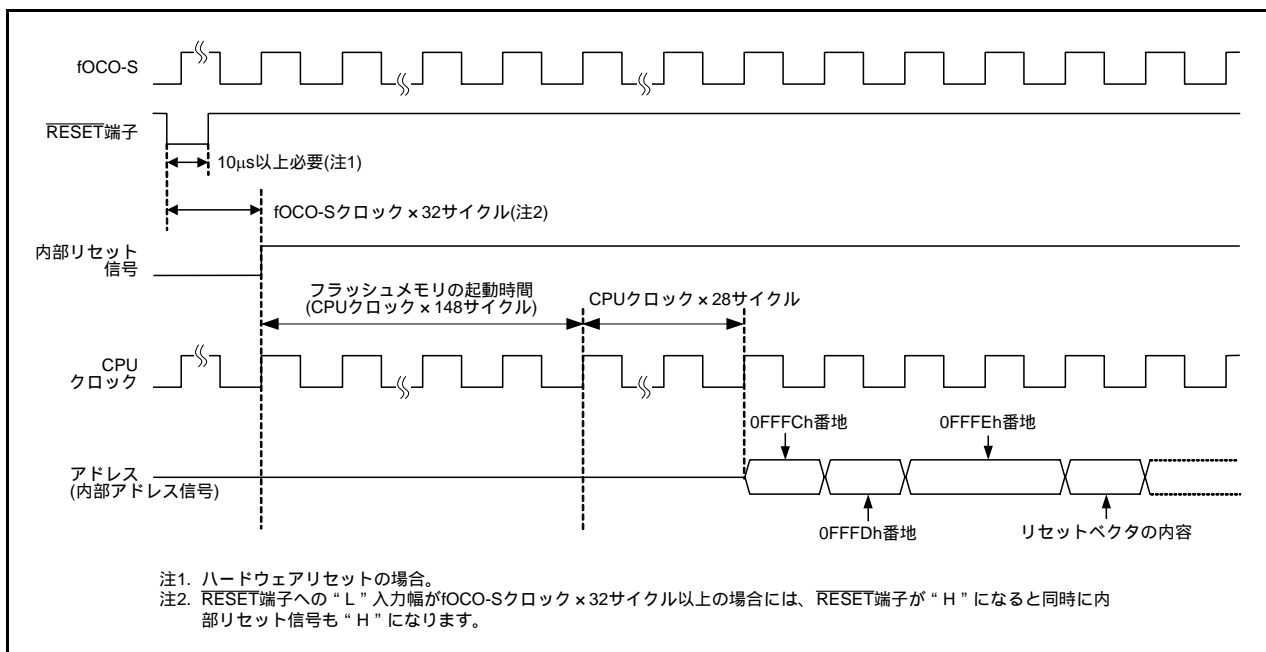 fOCO-S
RESET端子
10μs以上必要(注1)
fOCO-Sクロック×32サイクル(注2)
内部リセット
信号
フラッシュメモリの起動時間
(CPUクロック×148サイクル)
CPUクロック×28サイクル
CPU
クロック
0FFFCh番地
0FFFEh番地
アドレス
(内部アドレス信号)
0FFFDh番地
リセットベクタの内容
注1. ハードウェアリセットの場合。
注2. RESET端子への“L”入力幅がfOCO-Sクロック×32サイクル以上の場合には、RESET端子が“H”になると同時に内
部リセット信号も“H”になります。